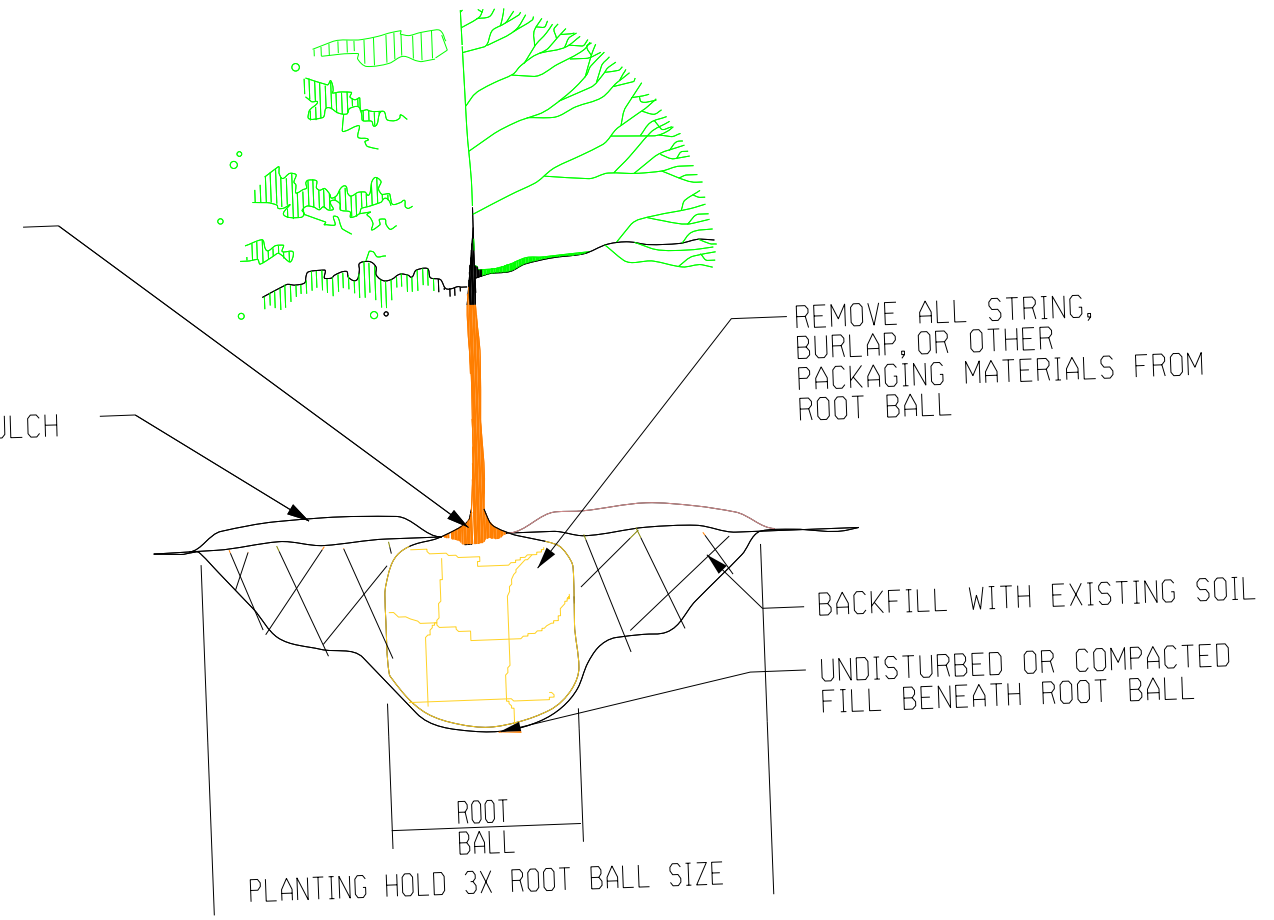 REMOVE ALL STRING,
BURLAP, OR OTHER
PACKAGING MATERIALS FROM
ROOT BALL
BACKFILL WITH EXISTING SOIL
UNDISTURBED OR COMPACTED
FILL BENEATH ROOT BALL
ROOT
BALL
PLANTING HOLD 3X ROOT BALL SIZE